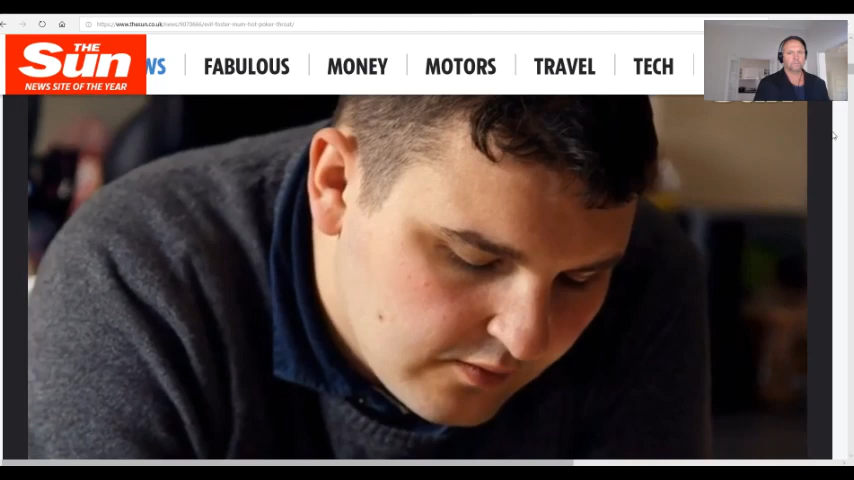 https://www.thesun.co.uk/news/9070666/evil-foster-mum-hot-poker-throat/
THE
Sun
NEWS SITE OF THE YEAR
WS
FABULOUS
MONEY
MOTORS
TRAVEL
TECH